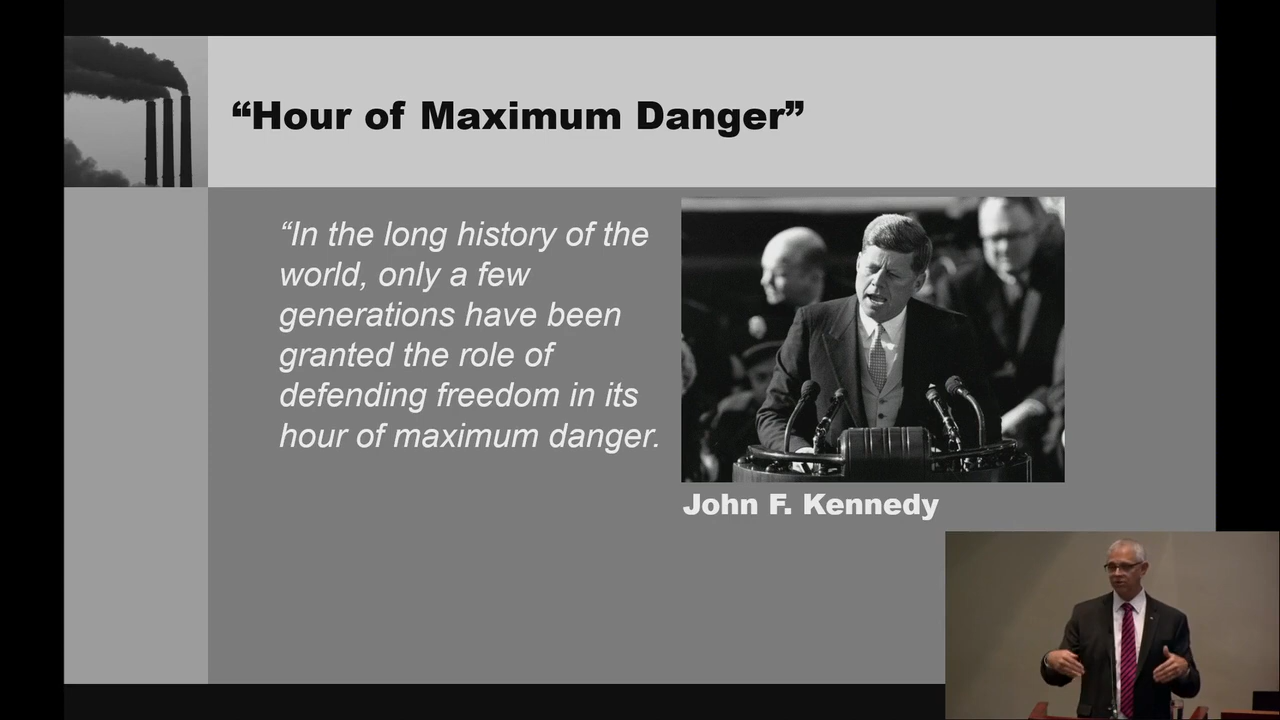 “Hour of Maximum Danger”
“In the long history of the
world, only a few
generations have been
granted the role of
defending freedom in its
hour of maximum danger.
John F. Kennedy